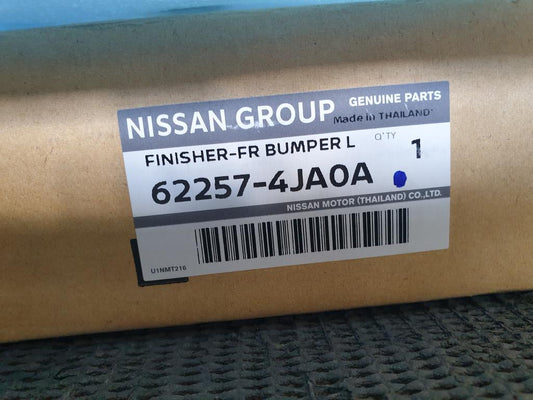 NISSAN GROUP
GENUINE PARTS
Made in THAILAND
FINISHER-FR BUMPER L
Q'TY
1
62257-4JA0A
NISSAN MOTOR (THAILAND) CO.,LTD.
U1NMT216